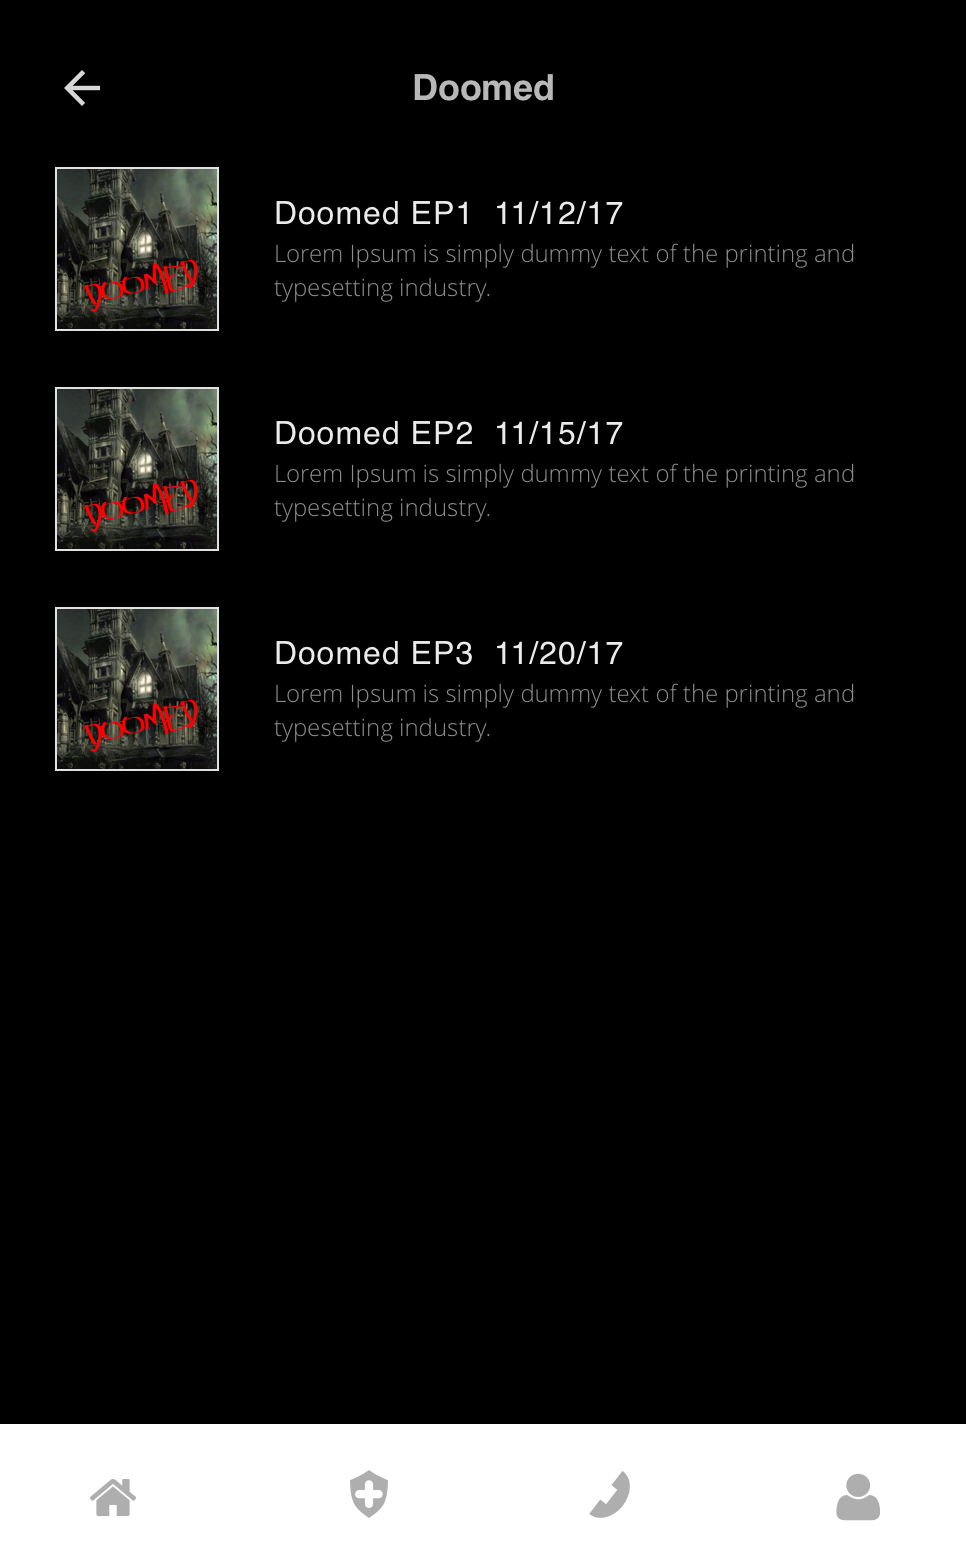 Doomed
Doomed EP1 11/12/17
Lorem Ipsum is simply dummy text of the printing and
typesetting industry.
DOOMED
Doomed EP2 11/15/17
Lorem Ipsum is simply dummy text of the printing and
typesetting industry.
DOOMED
Doomed EP3 11/20/17
Lorem Ipsum is simply dummy text of the printing and
typesetting industry.
DOOMED